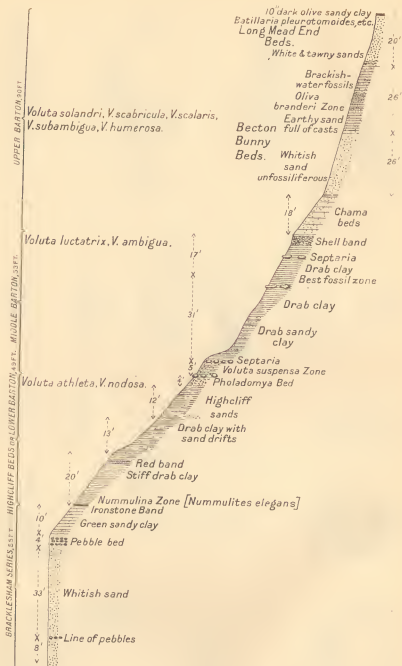 10" dark olive sandy clay
Batillaria pleurotomoides, etc.
Long Mead End
Beds.
20'
White & tawny sands
Brackish-
water fossils
Oliva
branderi Zone
26'
Earthy sand
full of casts
Becton
Bunny
Beds.
Whitish
sand
unfossiliferous
26'
UPPER BARTON, 90FT.
Voluta solandri, V. scabricula, V. scalaris,
V. subambigua, V. humerosa.
18'
Chama
beds
Shell band
Voluta luctatrix, V. ambigua.
17'
Septaria
Drab clay
Best fossil zone
Drab clay
31'
Drab sandy
clay
MIDDLE BARTON, 53FT.
Septaria
5
Voluta suspensa Zone
Pholadomya Bed
Voluta athleta, V. nodosa.
12'
Highcliff
sands
Drab clay with
sand drifts
13'
Red band
Stiff drab clay
20'
HIGHCLIFF BEDS OR LOWER BARTON, 49FT.
Nummulina Zone [Nummulites elegans]
Ironstone Band
10'
Green sandy clay
4
Pebble bed
33'
Whitish sand
Line of pebbles
8'
BRACKLESHAM SERIES, 55FT.